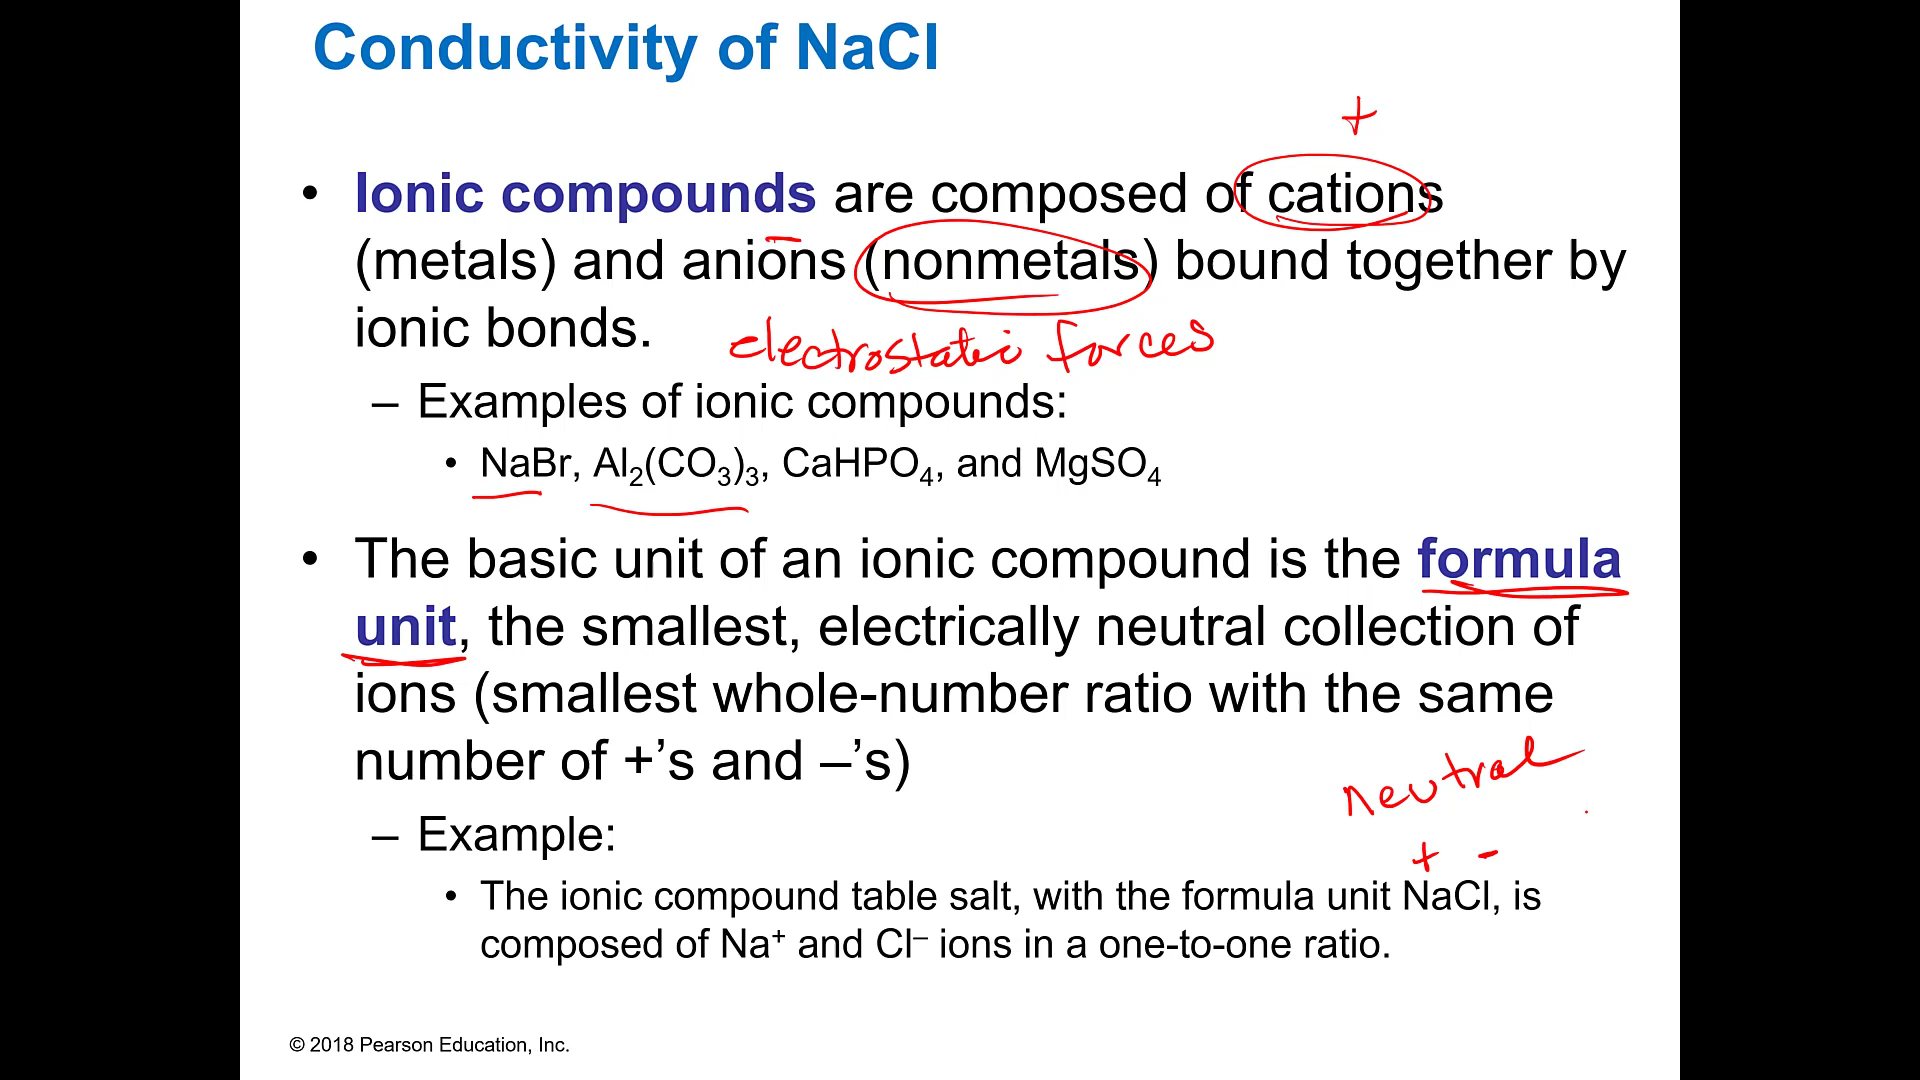 Conductivity of NaCl
+
• Ionic compounds are composed of cations
(metals) and anions (nonmetals) bound together by
ionic bonds.
electrostatic forces
– Examples of ionic compounds:
• NaBr, Al₂(CO₃)₃, CaHPO₄, and MgSO₄
• The basic unit of an ionic compound is the formula
unit, the smallest, electrically neutral collection of
ions (smallest whole-number ratio with the same
number of +’s and –’s)
neutral
– Example:
+ -
• The ionic compound table salt, with the formula unit NaCl, is
composed of Na⁺ and Cl⁻ ions in a one-to-one ratio.
© 2018 Pearson Education, Inc.